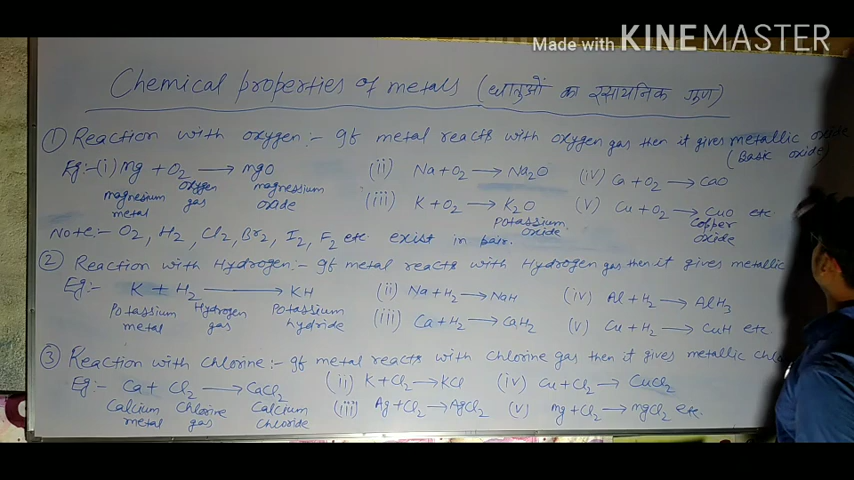 Made with KINEMASTER
Chemical properties of metals (धातुओं का रसायनिक गुण)
① Reaction with oxygen:- If metal reacts with oxygen gas then it gives metallic oxide
(Basic oxide)
Eg:- (i) Mg + O2 → MgO (ii) Na + O2 → Na2O (iv) Ca + O2 → CaO
magnesium metal oxygen gas magnessium oxide (iii) K + O2 → K2O (v) Cu + O2 → CuO etc
Potassium oxide Copper oxide
Note:- O2, H2, Cl2, Br2, I2, F2 etc exist in pair.
② Reaction with Hydrogen:- If metal reacts with Hydrogen gas then it gives metallic
Eg:- K + H2 → KH (ii) Na + H2 → NaH (iv) Al + H2 → AlH3
Potassium metal Hydrogen gas Potassium hydride (iii) Ca + H2 → CaH2 (v) Cu + H2 → CuH etc
③ Reaction with chlorine:- If metal reacts with chlorine gas then it gives metallic chlo
Eg:- Ca + Cl2 → CaCl2 (ii) K + Cl2 → KCl (iv) Cu + Cl2 → CuCl2
Calcium metal Chlorine gas Calcium chloride (iii) Ag + Cl2 → AgCl2 (v) Mg + Cl2 → MgCl2 etc.